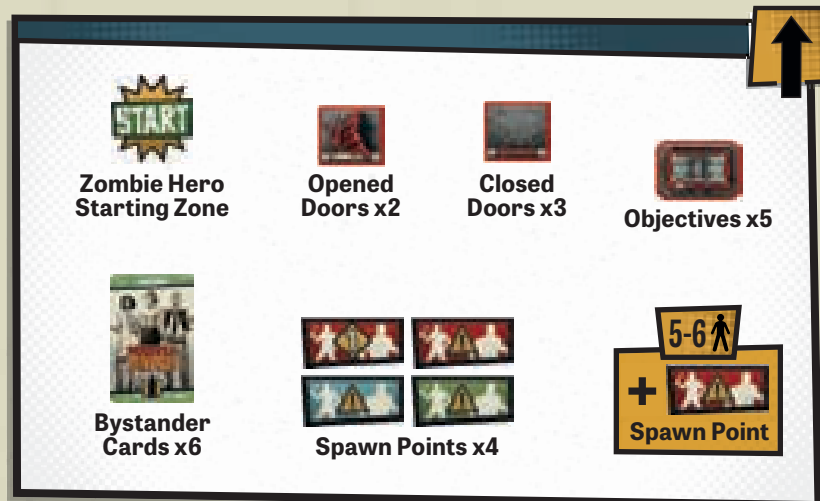 START
Zombie Hero
Starting Zone
Opened
Doors x2
Closed
Doors x3
Objectives x5
Bystander
Cards x6
Spawn Points x4
5-6
+
Spawn Point